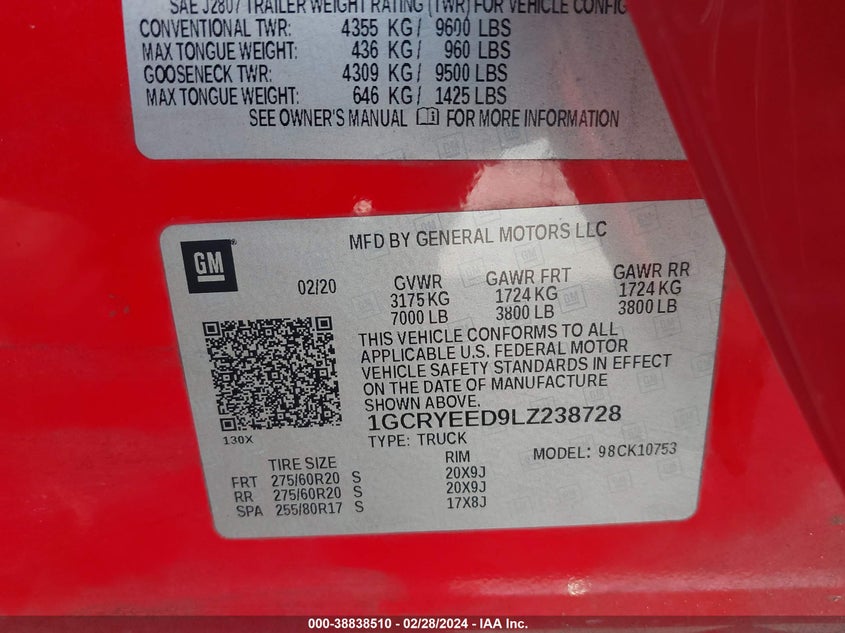 SAE J2807 TRAILER WEIGHT RATING (TWR) FOR VEHICLE CONFIG
CONVENTIONAL TWR: 4355 KG / 9600 LBS
MAX TONGUE WEIGHT: 436 KG / 960 LBS
GOOSENECK TWR: 4309 KG / 9500 LBS
MAX TONGUE WEIGHT: 646 KG / 1425 LBS
SEE OWNER'S MANUAL FOR MORE INFORMATION
GM
MFD BY GENERAL MOTORS LLC
02/20 GVWR GAWR FRT GAWR RR
3175 KG 1724 KG 1724 KG
7000 LB 3800 LB 3800 LB
THIS VEHICLE CONFORMS TO ALL
APPLICABLE U.S. FEDERAL MOTOR
VEHICLE SAFETY STANDARDS IN EFFECT
ON THE DATE OF MANUFACTURE
SHOWN ABOVE.
1GCRYEED9LZ238728
130X
TYPE: TRUCK
MODEL: 98CK10753
TIRE SIZE RIM
FRT 275/60R20 S 20X9J
RR 275/60R20 S 20X9J
SPA 255/80R17 S 17X8J
000-38838510 - 02/28/2024 - IAA Inc.